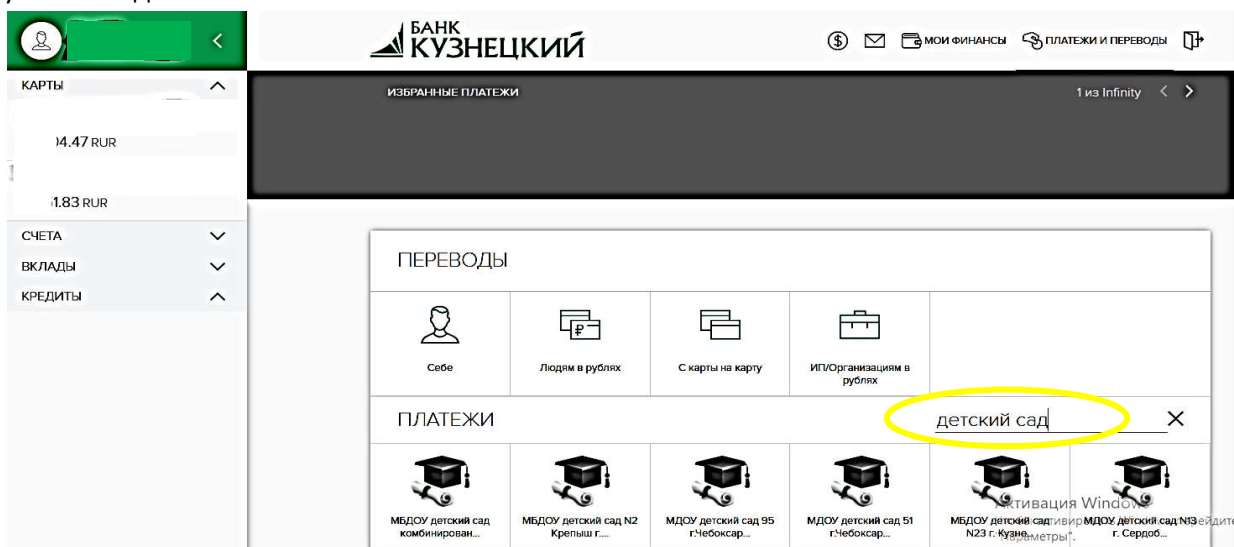 БАНК
КУЗНЕЦКИЙ
МОИ ФИНАНСЫ
ПЛАТЕЖИ И ПЕРЕВОДЫ
КАРТЫ
ИЗБРАННЫЕ ПЛАТЕЖИ
1 из Infinity
4.47 RUR
1.83 RUR
СЧЕТА
ВКЛАДЫ
КРЕДИТЫ
ПЕРЕВОДЫ
Себе
Людям в рублях
С карты на карту
ИП/Организациям в
рублях
ПЛАТЕЖИ
детский сад
МБДОУ детский сад
комбинирован...
МБДОУ детский сад N2
Крепыш г....
МДОУ детский сад 95
г.Чебоксар...
МДОУ детский сад 51
г.Чебоксар...
МБДОУ детский сад
N23 г. Кузне...
МДОУ детский сад N13
г. Сердоб...
Активация Windows
"Параметры".